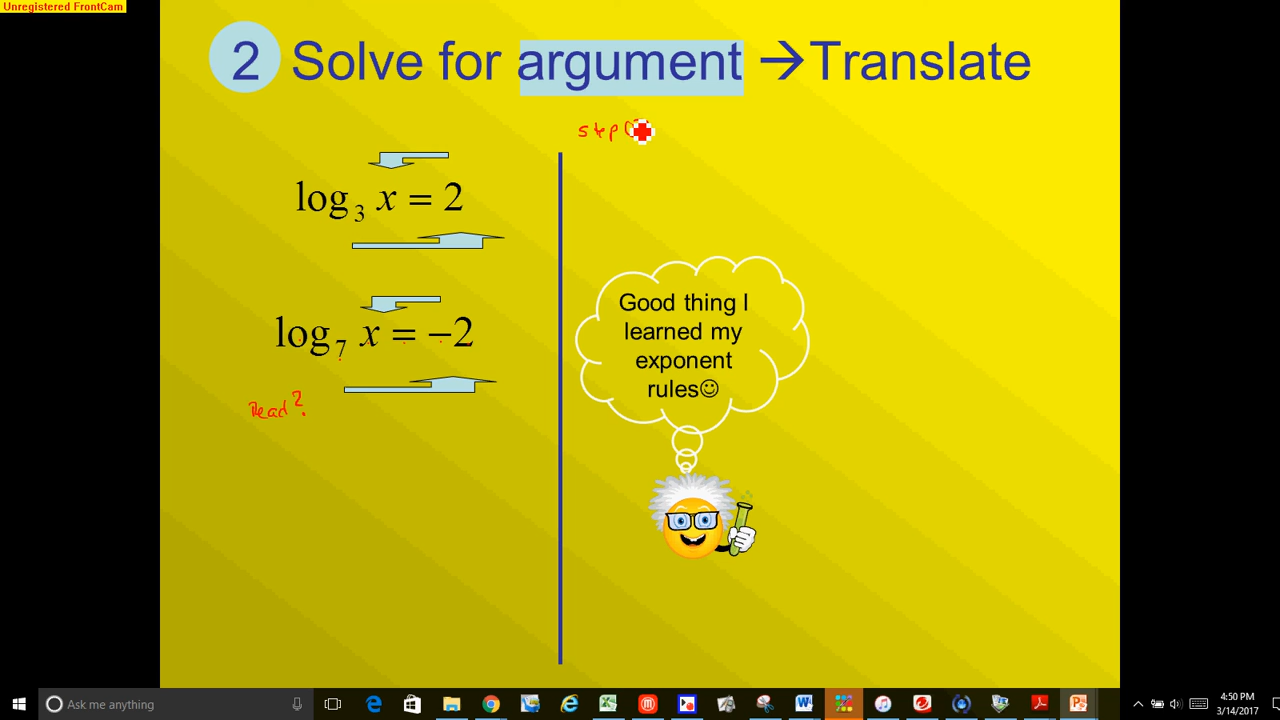 Unregistered FrontCam
2 Solve for argument →Translate
step
log₃ x = 2
log₇ x = −2
Read?
Good thing I
learned my
exponent
rules☺
Ask me anything
4:50 PM
3/14/2017